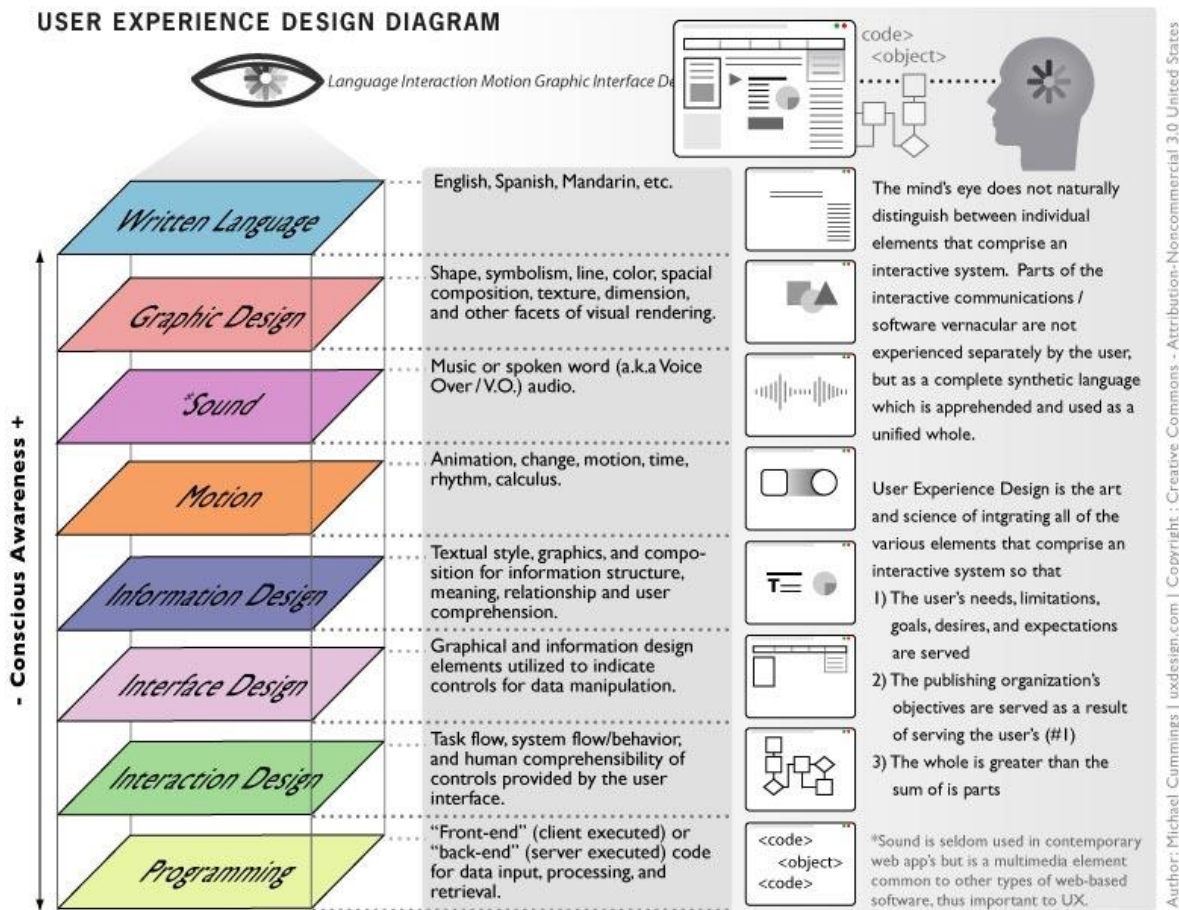 USER EXPERIENCE DESIGN DIAGRAM
Language Interaction Motion Graphic Interface De
code>
<object>
- Conscious Awareness +
Written Language
English, Spanish, Mandarin, etc.
Graphic Design
Shape, symbolism, line, color, spacial
composition, texture, dimension,
and other facets of visual rendering.
*Sound
Music or spoken word (a.k.a Voice
Over / V.O.) audio.
Motion
Animation, change, motion, time,
rhythm, calculus.
Information Design
Textual style, graphics, and compo-
sition for information structure,
meaning, relationship and user
comprehension.
T
Interface Design
Graphical and information design
elements utilized to indicate
controls for data manipulation.
Interaction Design
Task flow, system flow/behavior,
and human comprehensibility of
controls provided by the user
interface.
Programming
“Front-end” (client executed) or
“back-end” (server executed) code
for data input, processing, and
retrieval.
<code>
<object>
<code>
The mind’s eye does not naturally
distinguish between individual
elements that comprise an
interactive system. Parts of the
interactive communications /
software vernacular are not
experienced separately by the user,
but as a complete synthetic language
which is apprehended and used as a
unified whole.
User Experience Design is the art
and science of intgrating all of the
various elements that comprise an
interactive system so that
1) The user’s needs, limitations,
goals, desires, and expectations
are served
2) The publishing organization’s
objectives are served as a result
of serving the user’s (#1)
3) The whole is greater than the
sum of is parts
*Sound is seldom used in contemporary
web app’s but is a multimedia element
common to other types of web-based
software, thus important to UX.
Author: Michael Cummings | uxdesign.com | Copyright : Creative Commons - Attribution-Noncommercial 3.0 United States